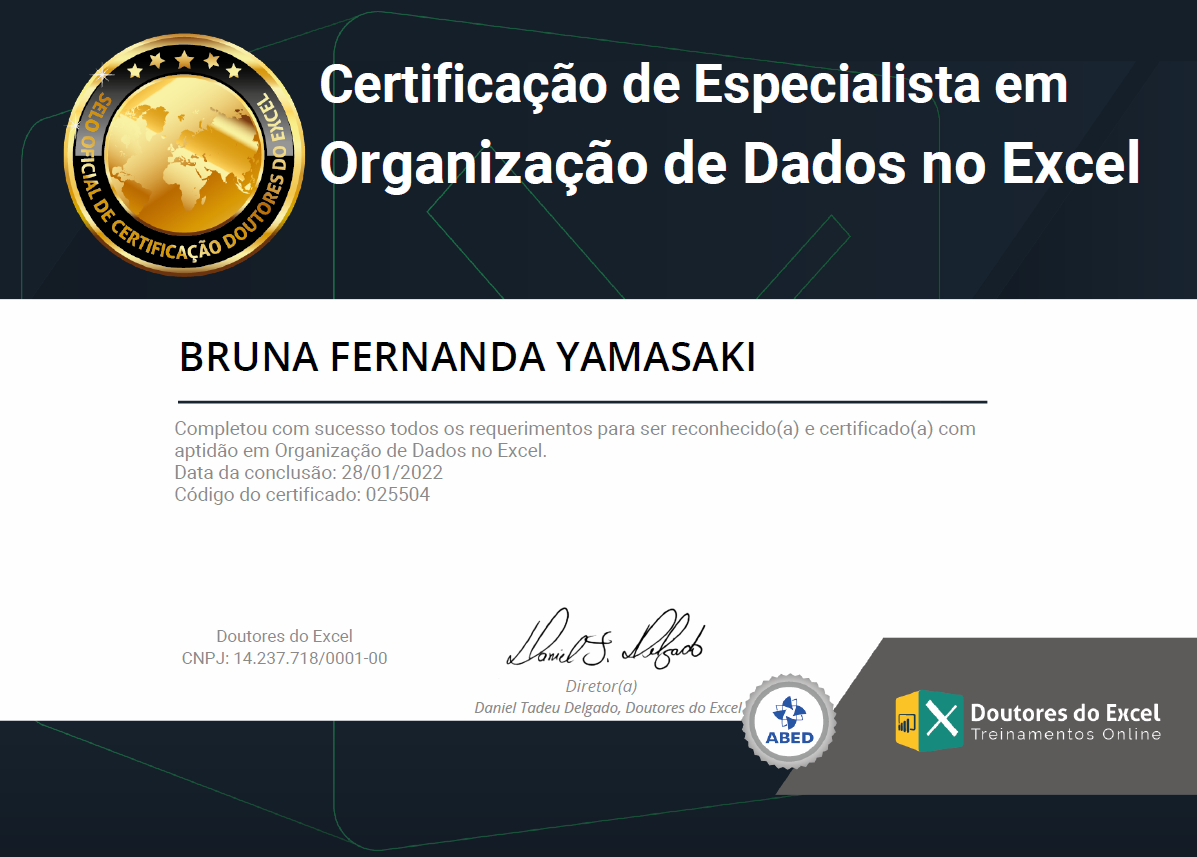 Certificação de Especialista em
Organização de Dados no Excel
SELO OFICIAL DE CERTIFICAÇÃO DOUTORES DO EXCEL
BRUNA FERNANDA YAMASAKI
Completou com sucesso todos os requerimentos para ser reconhecido(a) e certificado(a) com
aptidão em Organização de Dados no Excel.
Data da conclusão: 28/01/2022
Código do certificado: 025504
Doutores do Excel
CNPJ: 14.237.718/0001-00
Daniel T. Delgado
Diretor(a)
Daniel Tadeu Delgado, Doutores do Excel
ABED
Doutores do Excel
Treinamentos Online